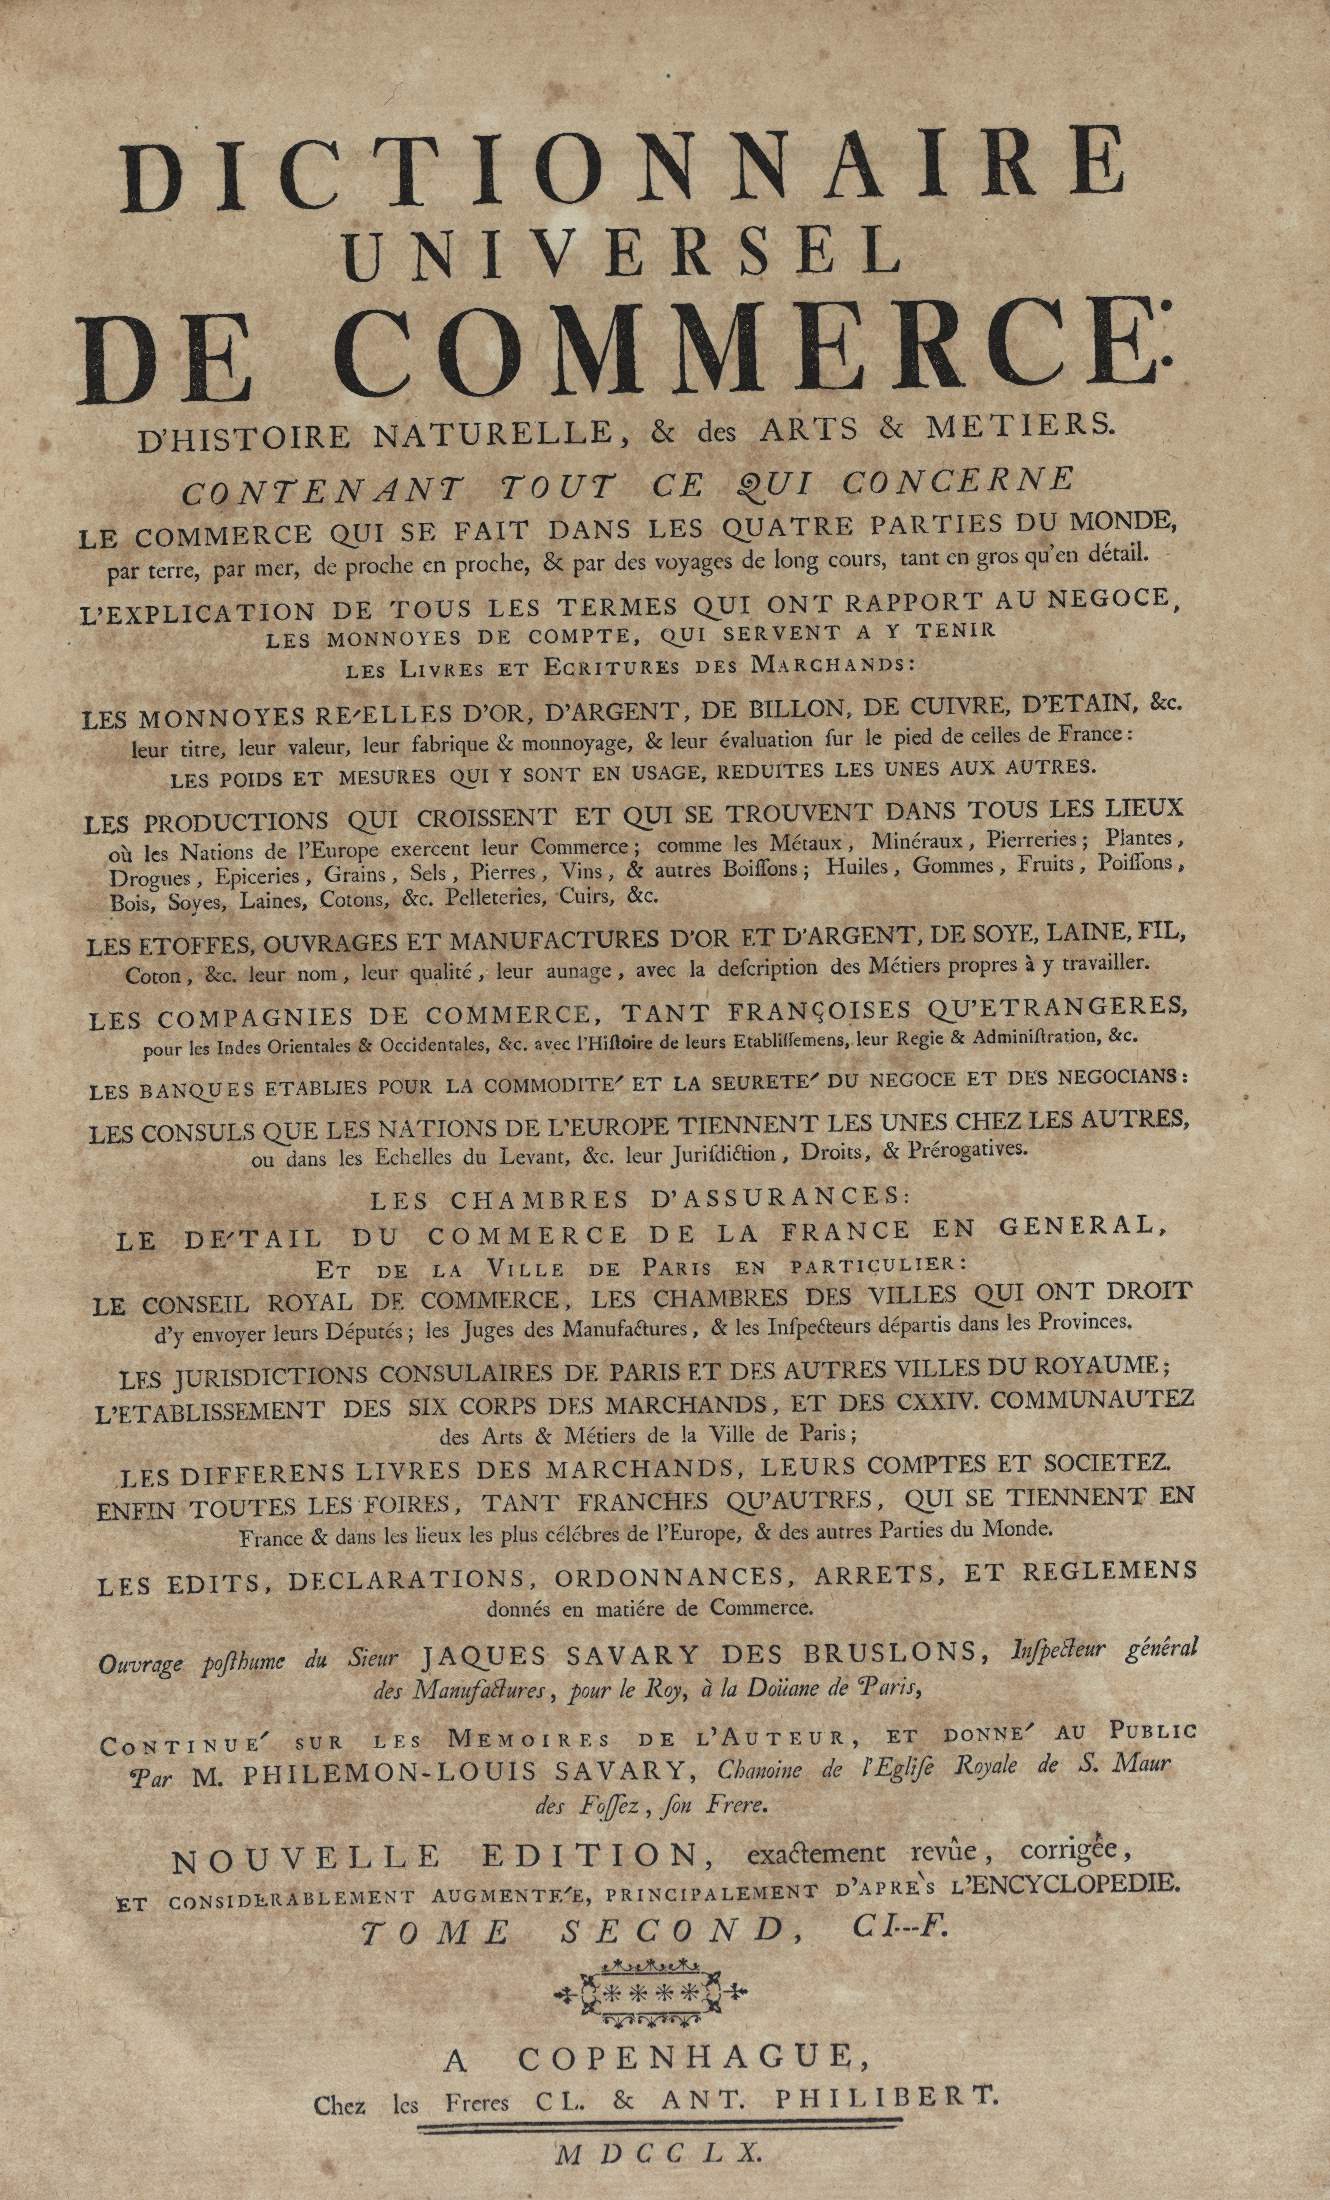 DICTIONNAIRE
UNIVERSEL
DE COMMERCE:
D'HISTOIRE NATURELLE, & des ARTS & METIERS.
CONTENANT TOUT CE QUI CONCERNE
LE COMMERCE QUI SE FAIT DANS LES QUATRE PARTIES DU MONDE,
par terre, par mer, de proche en proche, & par des voyages de long cours, tant en gros qu'en détail.
L'EXPLICATION DE TOUS LES TERMES QUI ONT RAPPORT AU NEGOCE,
LES MONNOYES DE COMPTE, QUI SERVENT A Y TENIR
LES LIVRES ET ECRITURES DES MARCHANDS:
LES MONNOYES RE´ELLES D'OR, D'ARGENT, DE BILLON, DE CUIVRE, D'ETAIN, &c.
leur titre, leur valeur, leur fabrique & monnoyage, & leur évaluation ſur le pied de celles de France:
LES POIDS ET MESURES QUI Y SONT EN USAGE, REDUITES LES UNES AUX AUTRES.
LES PRODUCTIONS QUI CROISSENT ET QUI SE TROUVENT DANS TOUS LES LIEUX
où les Nations de l'Europe exercent leur Commerce; comme les Métaux, Minéraux, Pierreries; Plantes,
Drogues, Epiceries, Grains, Sels, Pierres, Vins, & autres Boiſſons; Huiles, Gommes, Fruits, Poiſſons,
Bois, Soyes, Laines, Cotons, &c. Pelleteries, Cuirs, &c.
LES ETOFFES, OUVRAGES ET MANUFACTURES D'OR ET D'ARGENT, DE SOYE, LAINE, FIL,
Coton, &c. leur nom, leur qualité, leur aunage, avec la deſcription des Métiers propres à y travailler.
LES COMPAGNIES DE COMMERCE, TANT FRANÇOISES QU'ETRANGERES,
pour les Indes Orientales & Occidentales, &c. avec l'Hiſtoire de leurs Etabliſſemens, leur Regie & Adminiſtration, &c.
LES BANQUES ETABLIES POUR LA COMMODITE´ ET LA SEURETE´ DU NEGOCE ET DES NEGOCIANS:
LES CONSULS QUE LES NATIONS DE L'EUROPE TIENNENT LES UNES CHEZ LES AUTRES,
ou dans les Echelles du Levant, &c. leur Juriſdiction, Droits, & Prérogatives.
LES CHAMBRES D'ASSURANCES:
LE DE´TAIL DU COMMERCE DE LA FRANCE EN GENERAL,
ET DE LA VILLE DE PARIS EN PARTICULIER:
LE CONSEIL ROYAL DE COMMERCE, LES CHAMBRES DES VILLES QUI ONT DROIT
d'y envoyer leurs Députés; les Juges des Manufactures, & les Inſpecteurs départis dans les Provinces.
LES JURISDICTIONS CONSULAIRES DE PARIS ET DES AUTRES VILLES DU ROYAUME;
L'ETABLISSEMENT DES SIX CORPS DES MARCHANDS, ET DES CXXIV. COMMUNAUTEZ
des Arts & Métiers de la Ville de Paris;
LES DIFFERENS LIVRES DES MARCHANDS, LEURS COMPTES ET SOCIETEZ.
ENFIN TOUTES LES FOIRES, TANT FRANCHES QU'AUTRES, QUI SE TIENNENT EN
France & dans les lieux les plus célébres de l'Europe, & des autres Parties du Monde.
LES EDITS, DECLARATIONS, ORDONNANCES, ARRETS, ET REGLEMENS
donnés en matiére de Commerce.
Ouvrage poſthume du Sieur JAQUES SAVARY DES BRUSLONS, Inſpecteur général
des Manufactures, pour le Roy, à la Doüane de Paris,
CONTINUE´ SUR LES MEMOIRES DE L'AUTEUR, ET DONNE´ AU PUBLIC
Par M. PHILEMON-LOUIS SAVARY, Chanoine de l'Egliſe Royale de S. Maur
des Foſſez, ſon Frere.
NOUVELLE EDITION, exactement revûe, corrigée,
ET CONSIDERABLEMENT AUGMENTE´E, PRINCIPALEMENT D'APRE`S L'ENCYCLOPEDIE.
TOME SECOND, CI---F.
A COPENHAGUE,
Chez les Freres CL. & ANT. PHILIBERT.
MDCCLX.